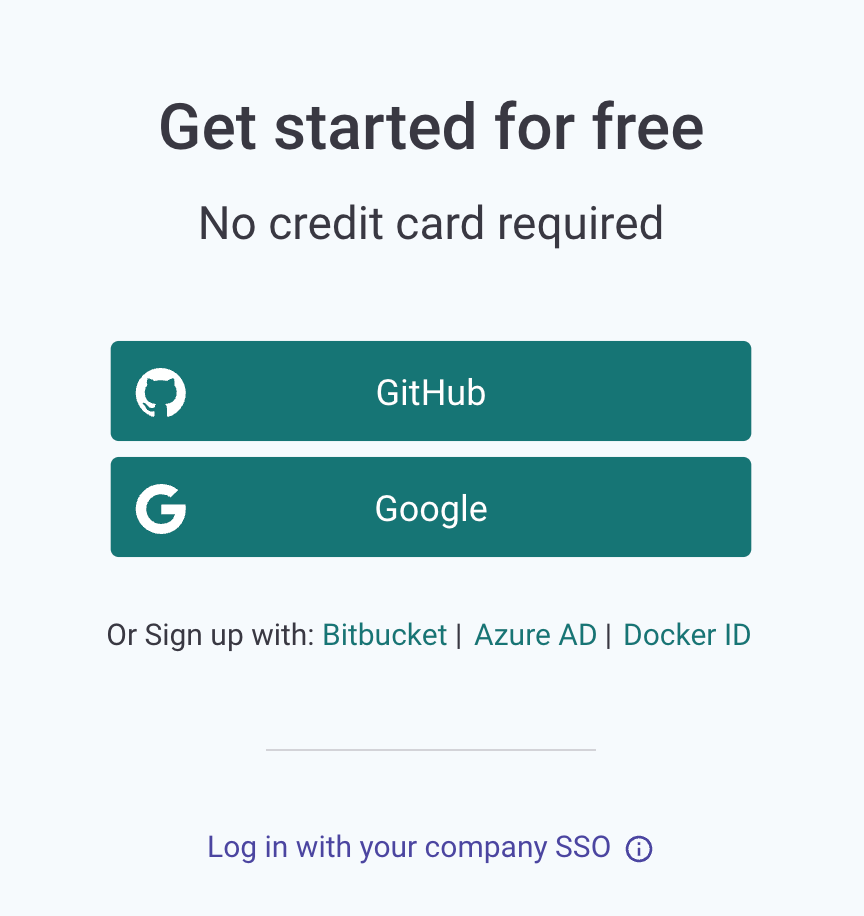 Get started for free
No credit card required
GitHub
Google
Or Sign up with: Bitbucket | Azure AD | Docker ID
Log in with your company SSO